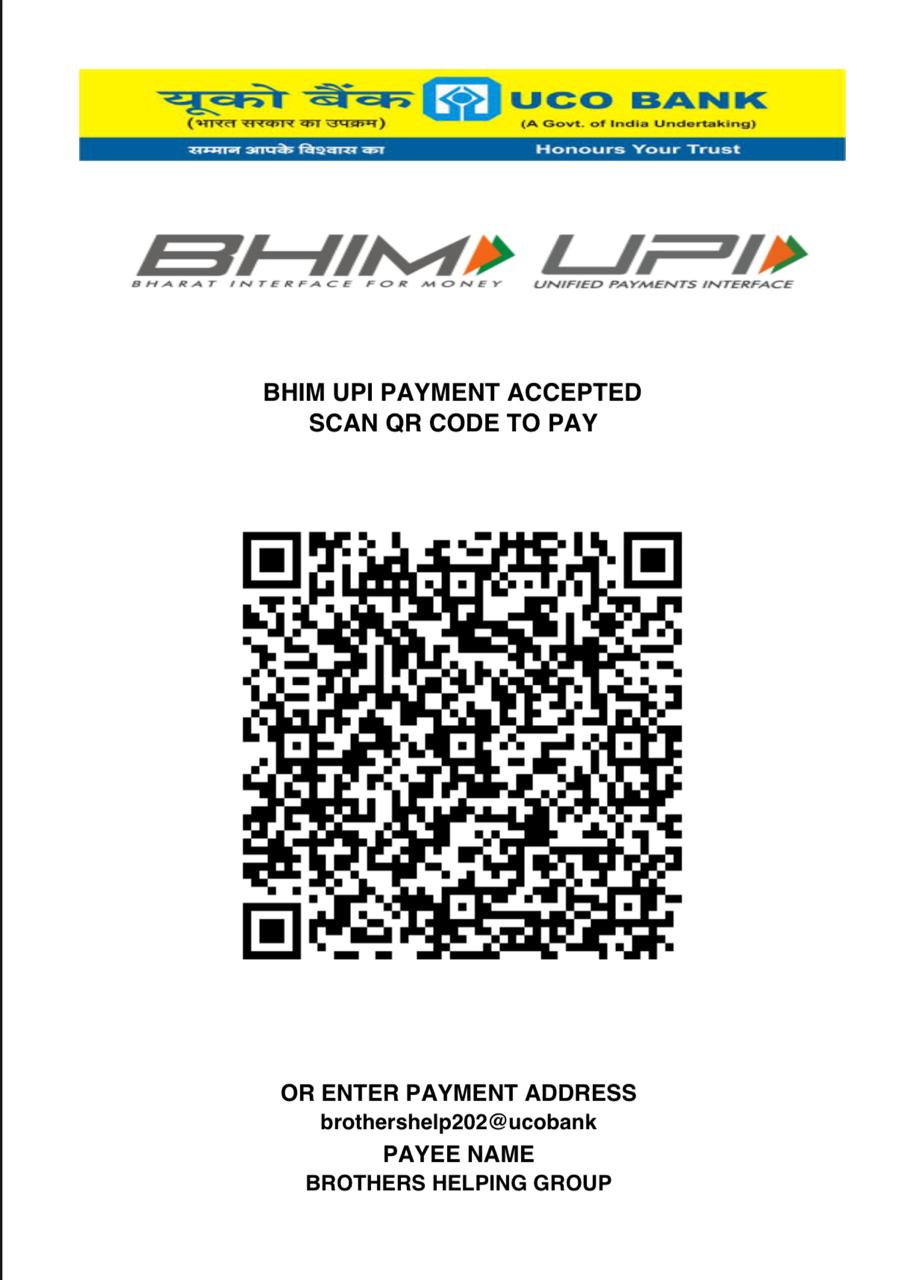 यूको बैंक UCO BANK
(भारत सरकार का उपक्रम) (A Govt. of India Undertaking)
सम्मान आपके विश्वास का Honours Your Trust
BHIM UPI
BHARAT INTERFACE FOR MONEY UNIFIED PAYMENTS INTERFACE
BHIM UPI PAYMENT ACCEPTED
SCAN QR CODE TO PAY
OR ENTER PAYMENT ADDRESS
brothershelp202@ucobank
PAYEE NAME
BROTHERS HELPING GROUP